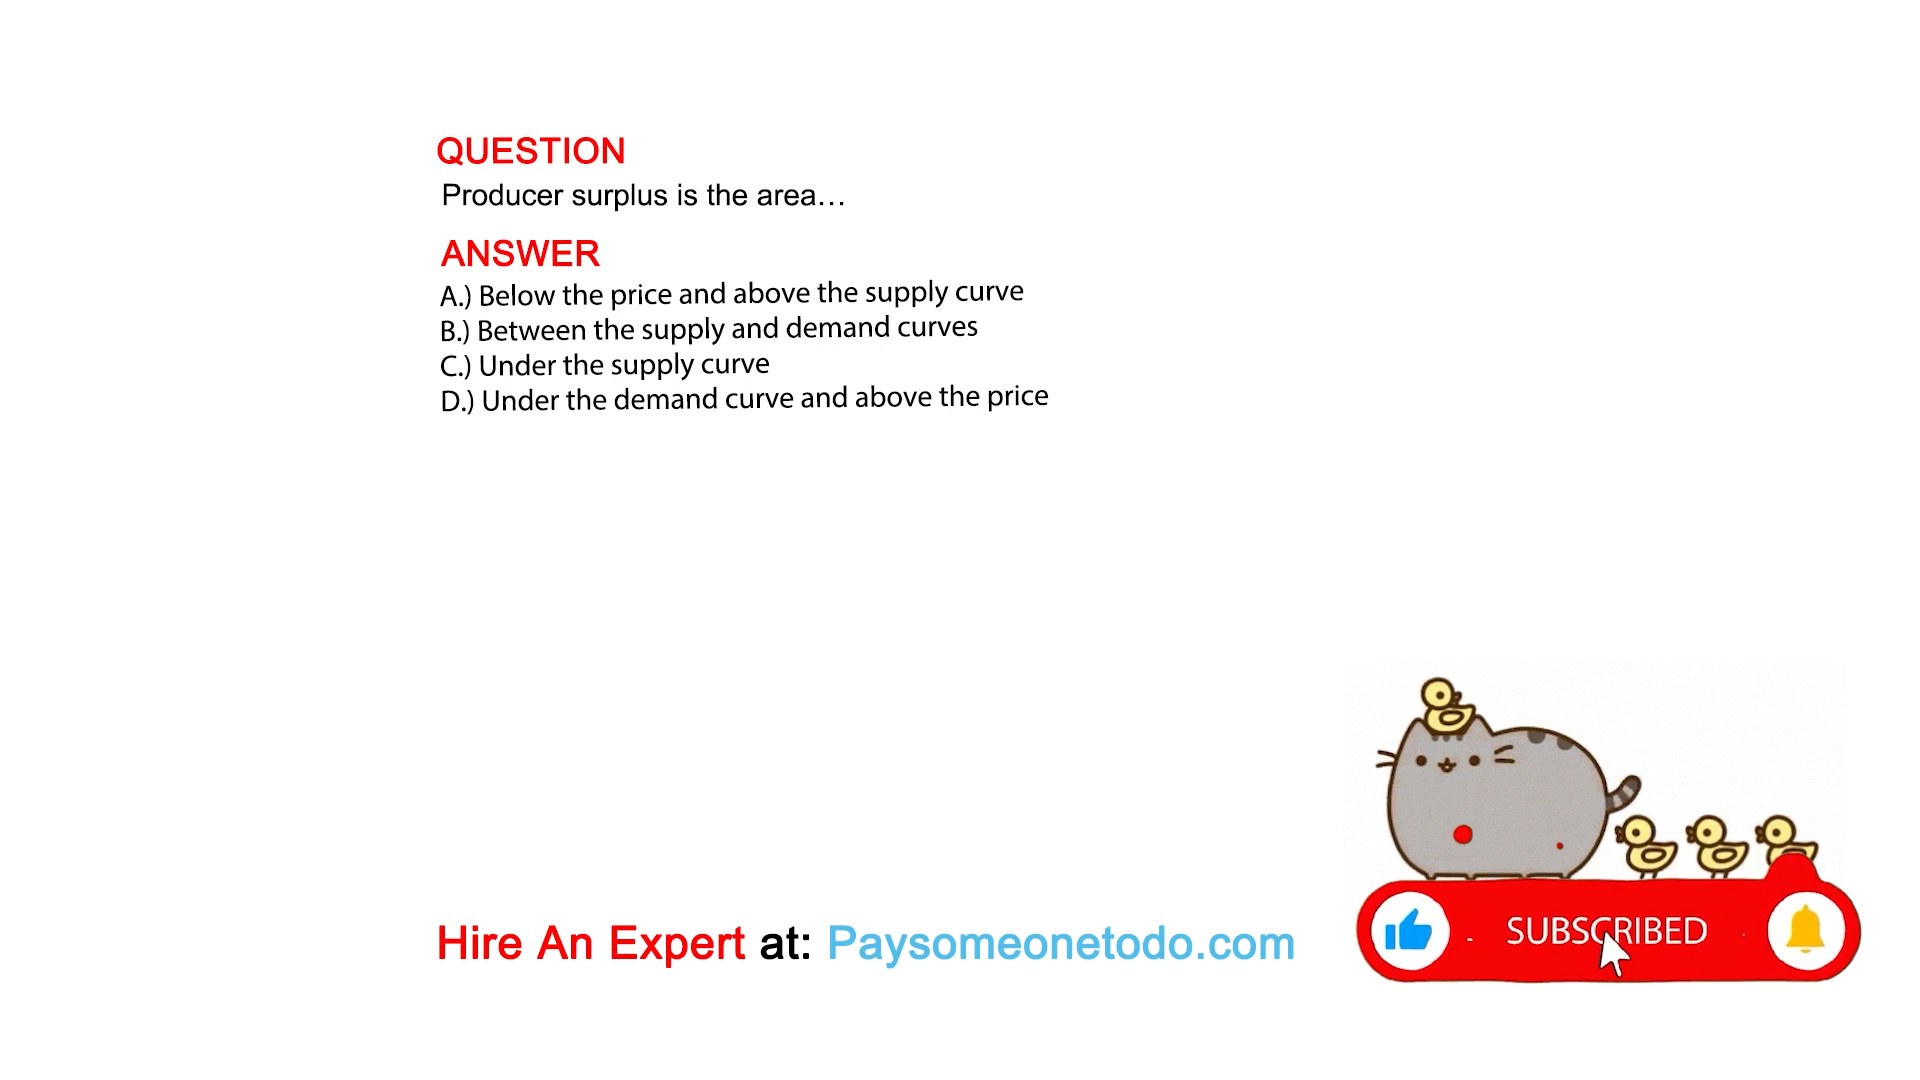 QUESTION
Producer surplus is the area...
ANSWER
A.) Below the price and above the supply curve
B.) Between the supply and demand curves
C.) Under the supply curve
D.) Under the demand curve and above the price
Hire An Expert at: Paysomeonetodo.com
SUBSCRIBED